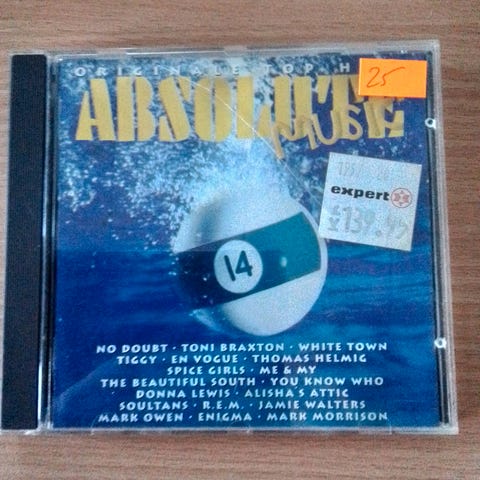 ORIGINALE TOP H
25
ABSOLUTE
MUSIC
expert
139.95
14
NO DOUBT · TONI BRAXTON · WHITE TOWN
TIGGY · EN VOGUE · THOMAS HELMIG
SPICE GIRLS · ME & MY
THE BEAUTIFUL SOUTH · YOU KNOW WHO
DONNA LEWIS · ALISHA'S ATTIC
SOULTANS · R.E.M. · JAMIE WALTERS
MARK OWEN · ENIGMA · MARK MORRISON